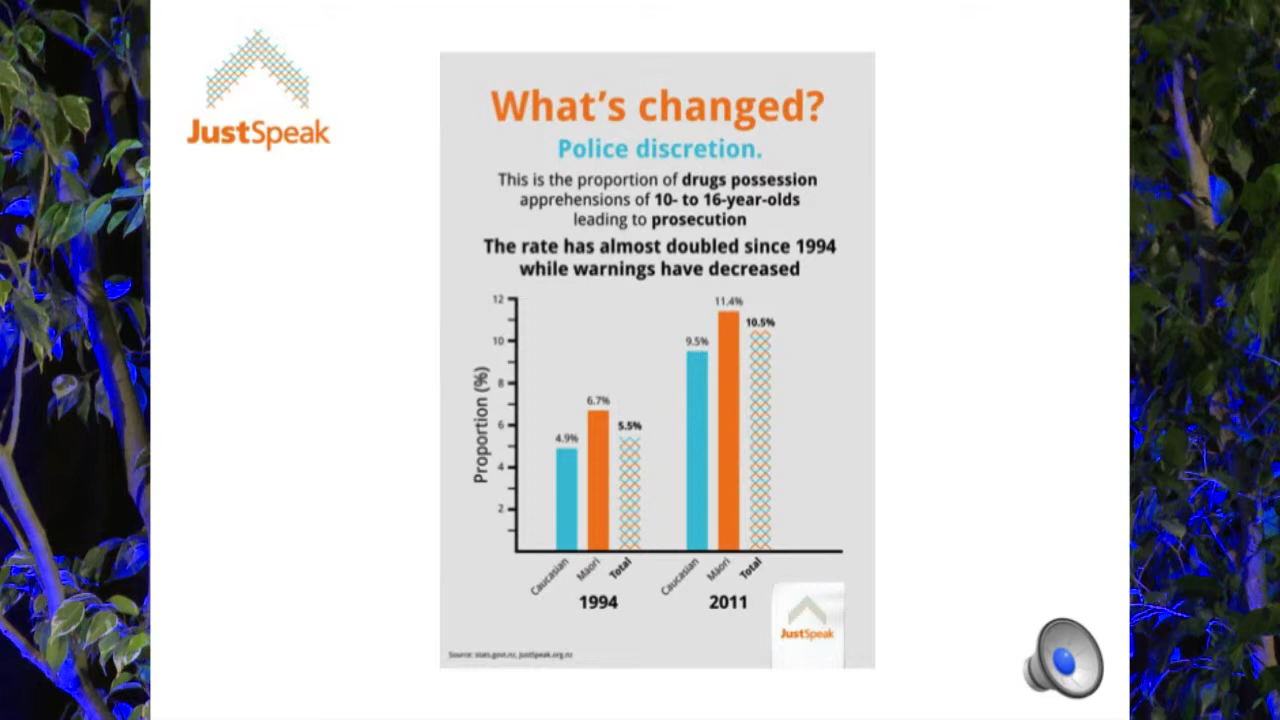 JustSpeak
What's changed?
Police discretion.
This is the proportion of drugs possession
apprehensions of 10- to 16-year-olds
leading to prosecution
The rate has almost doubled since 1994
while warnings have decreased
Proportion (%)
12
10
8
6
4
2
4.9%
6.7%
5.5%
9.5%
11.4%
10.5%
Caucasian
Māori
Total
Caucasian
Māori
Total
1994
2011
JustSpeak
Source: stats.govt.nz, JustSpeak.org.nz